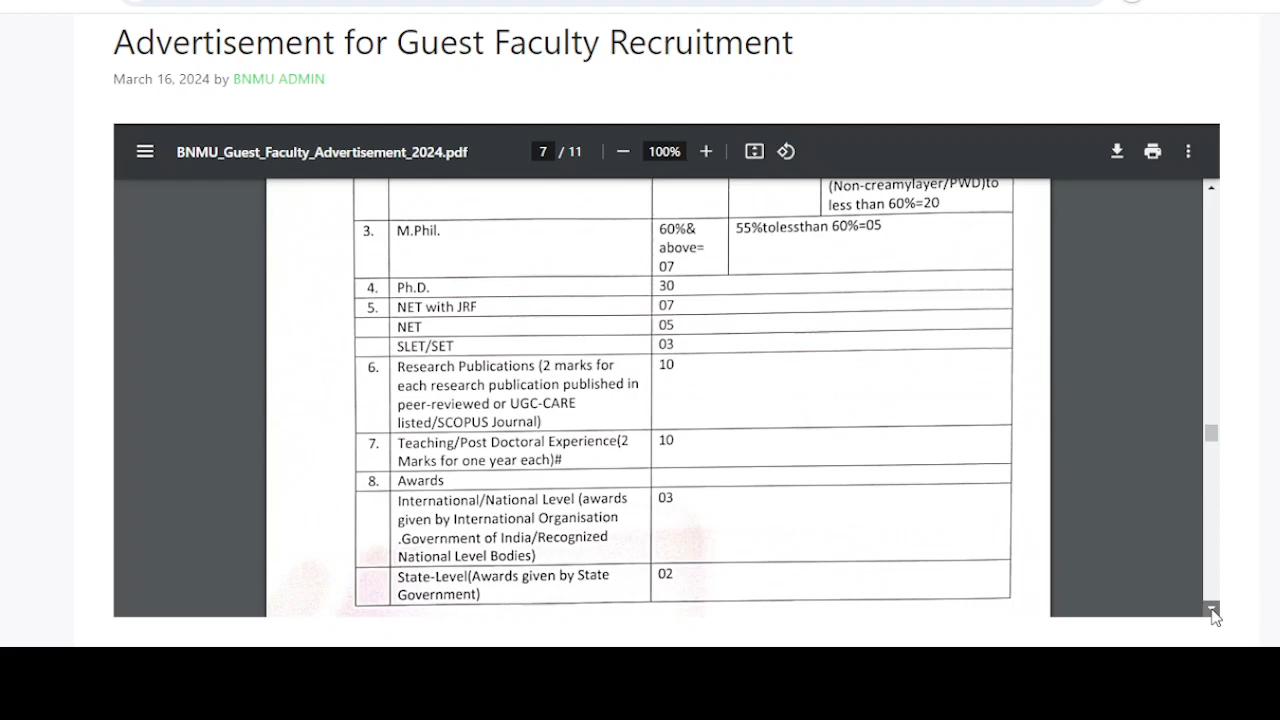 Advertisement for Guest Faculty Recruitment
March 16, 2024 by BNMU ADMIN
BNMU_Guest_Faculty_Advertisement_2024.pdf 7 / 11 100%
(Non-creamylayer/PWD)to
less than 60%=20
3. M.Phil. 60%& 55%tolessthan 60%=05
above=
07
4. Ph.D. 30
5. NET with JRF 07
NET 05
SLET/SET 03
6. Research Publications (2 marks for 10
each research publication published in
peer-reviewed or UGC-CARE
listed/SCOPUS Journal)
7. Teaching/Post Doctoral Experience(2 10
Marks for one year each)#
8. Awards
International/National Level (awards 03
given by International Organisation
.Government of India/Recognized
National Level Bodies)
State-Level(Awards given by State 02
Government)